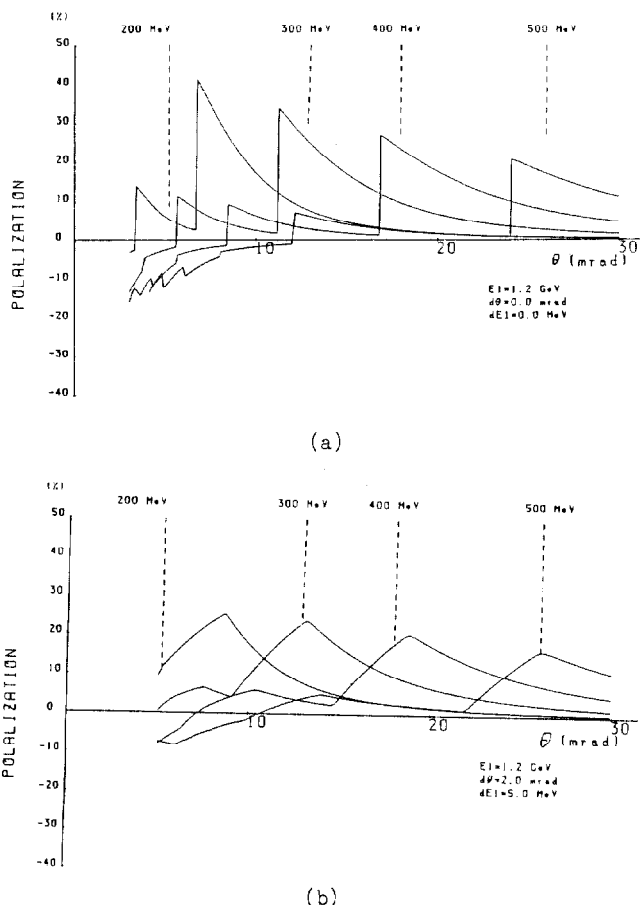 (%)
50
40
30
20
10
0
-10
-20
-30
-40
POLALIZATION
200 MeV
300 MeV
400 MeV
500 MeV
10
20
30
θ (mrad)
E1=1.2 GeV
dθ=0.0 mrad
dE1=0.0 MeV
(a)
(%)
50
40
30
20
10
0
-10
-20
-30
-40
POLALIZATION
200 MeV
300 MeV
400 MeV
500 MeV
10
20
30
θ (mrad)
E1=1.2 GeV
dθ=2.0 mrad
dE1=5.0 MeV
(b)